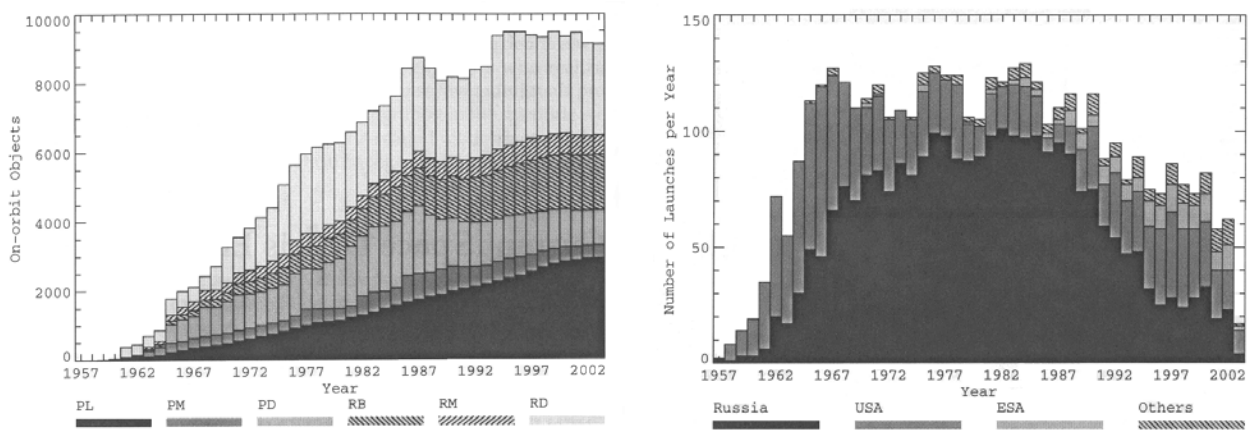 10000
8000
6000
4000
2000
0
On-orbit Objects
1957 1962 1967 1972 1977 1982 1987 1992 1997 2002
Year
PL PM PD RB RM RD
150
100
50
0
Number of Launches per Year
1957 1962 1967 1972 1977 1982 1987 1992 1997 2002
Year
Russia USA ESA Others